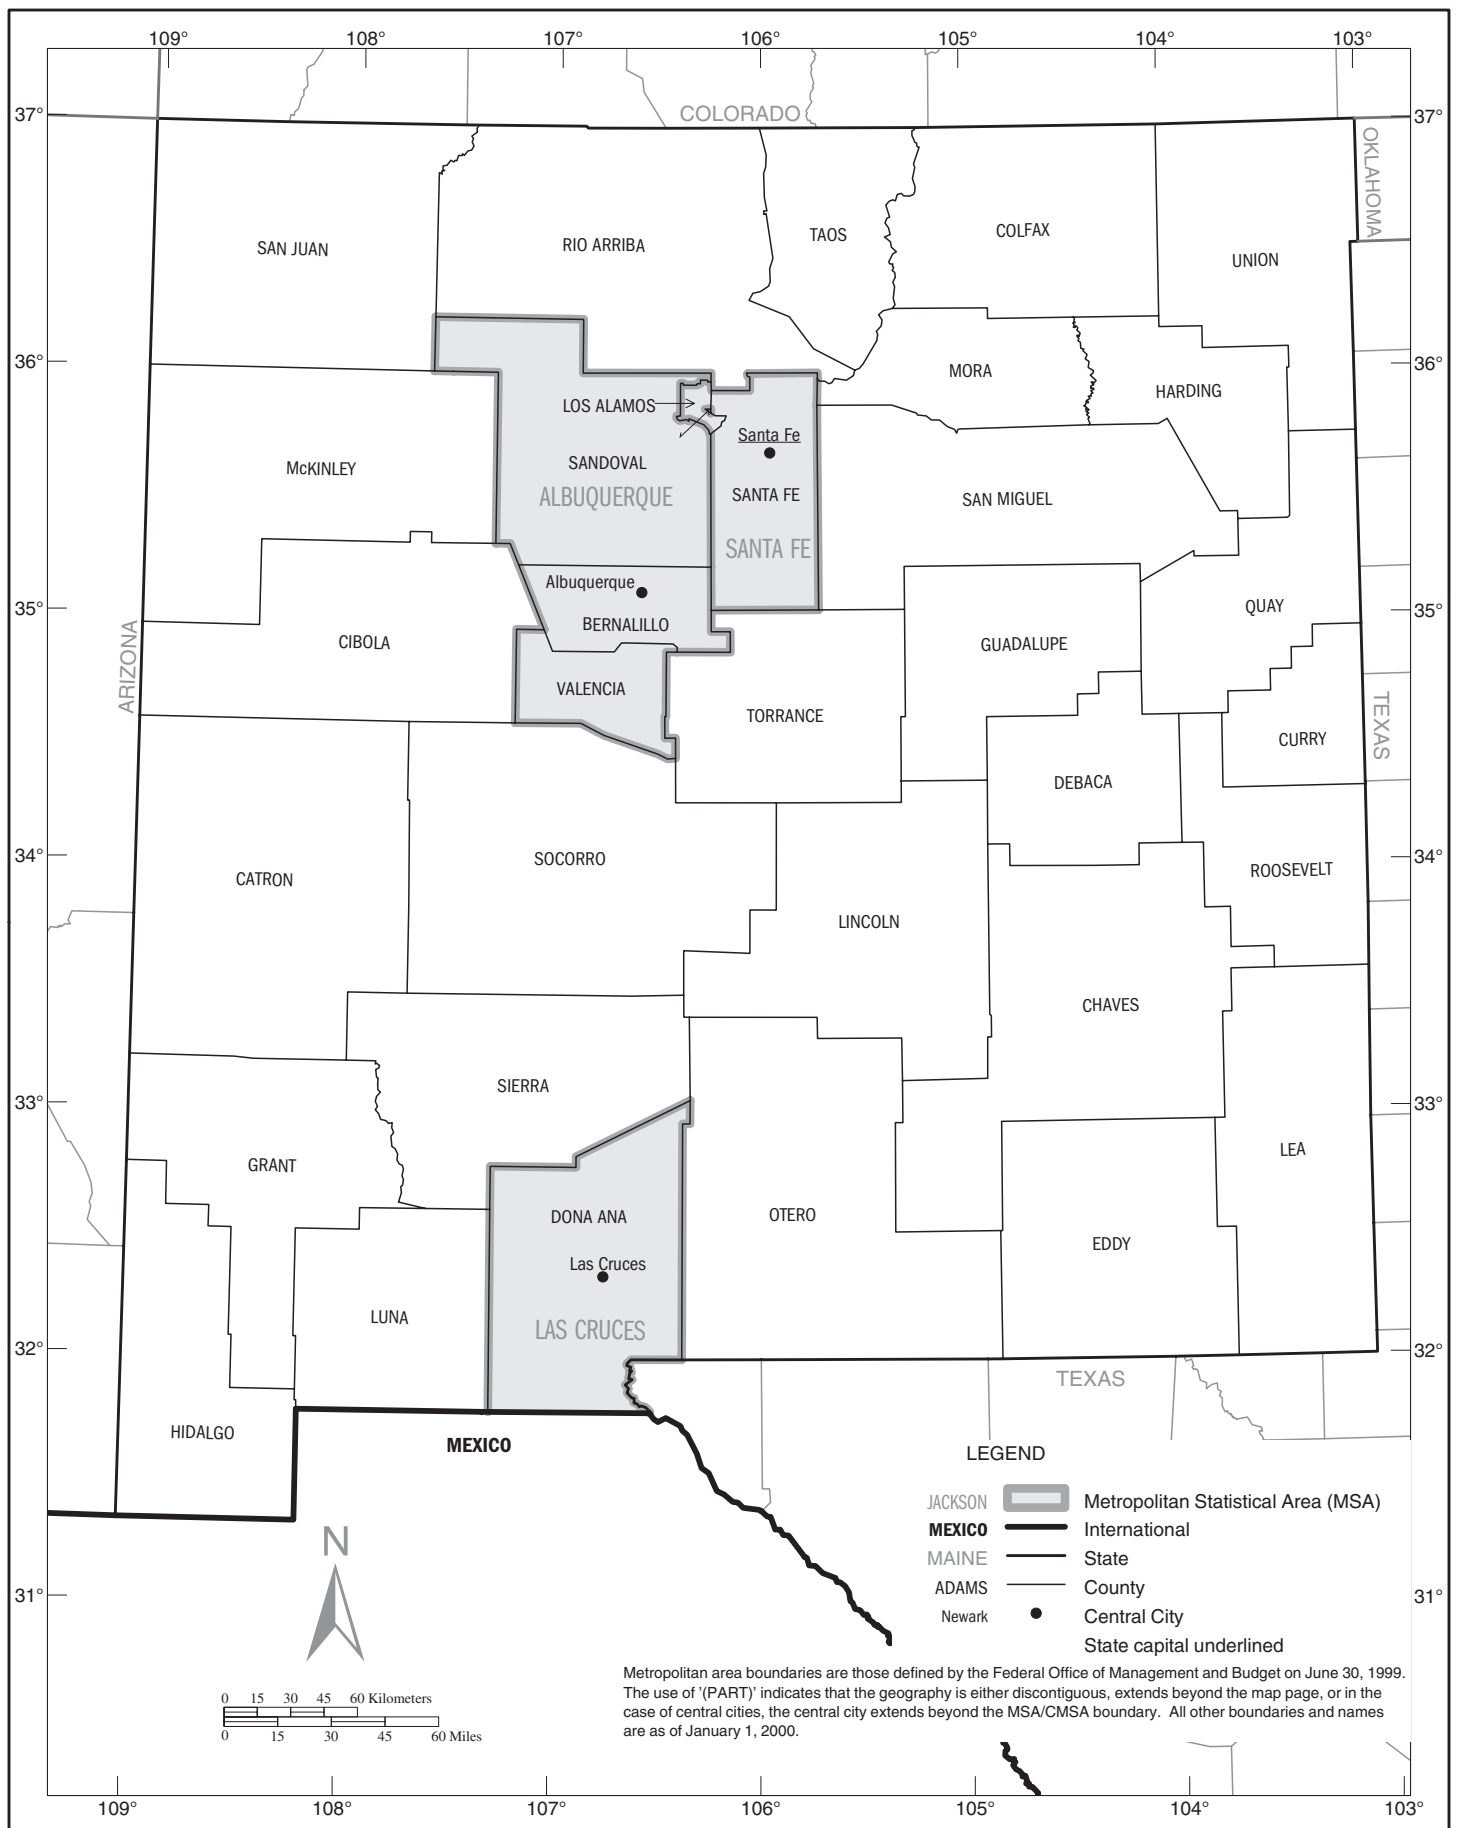 109° 108° 107° 106° 105° 104° 103°
37° COLORADO 37°
OKLAHOMA
SAN JUAN RIO ARRIBA TAOS COLFAX UNION
36° 36°
MORA HARDING
LOS ALAMOS
Santa Fe
McKINLEY SANDOVAL SANTA FE SAN MIGUEL
ALBUQUERQUE
SANTA FE
Albuquerque
35° 35°
BERNALILLO QUAY
ARIZONA
CIBOLA GUADALUPE
VALENCIA
TORRANCE
TEXAS
CURRY
DEBACA
34° 34°
SOCORRO
CATRON ROOSEVELT
LINCOLN
CHAVES
SIERRA
33° 33°
LEA
GRANT
DONA ANA OTERO
EDDY
Las Cruces
LUNA
LAS CRUCES
32° 32°
TEXAS
HIDALGO
MEXICO
LEGEND
JACKSON Metropolitan Statistical Area (MSA)
MEXICO International
MAINE State
ADAMS County
Newark Central City
State capital underlined
N
31° 31°
Metropolitan area boundaries are those defined by the Federal Office of Management and Budget on June 30, 1999.
The use of '(PART)' indicates that the geography is either discontiguous, extends beyond the map page, or in the
case of central cities, the central city extends beyond the MSA/CMSA boundary. All other boundaries and names
are as of January 1, 2000.
0 15 30 45 60 Kilometers
0 15 30 45 60 Miles
109° 108° 107° 106° 105° 104° 103°